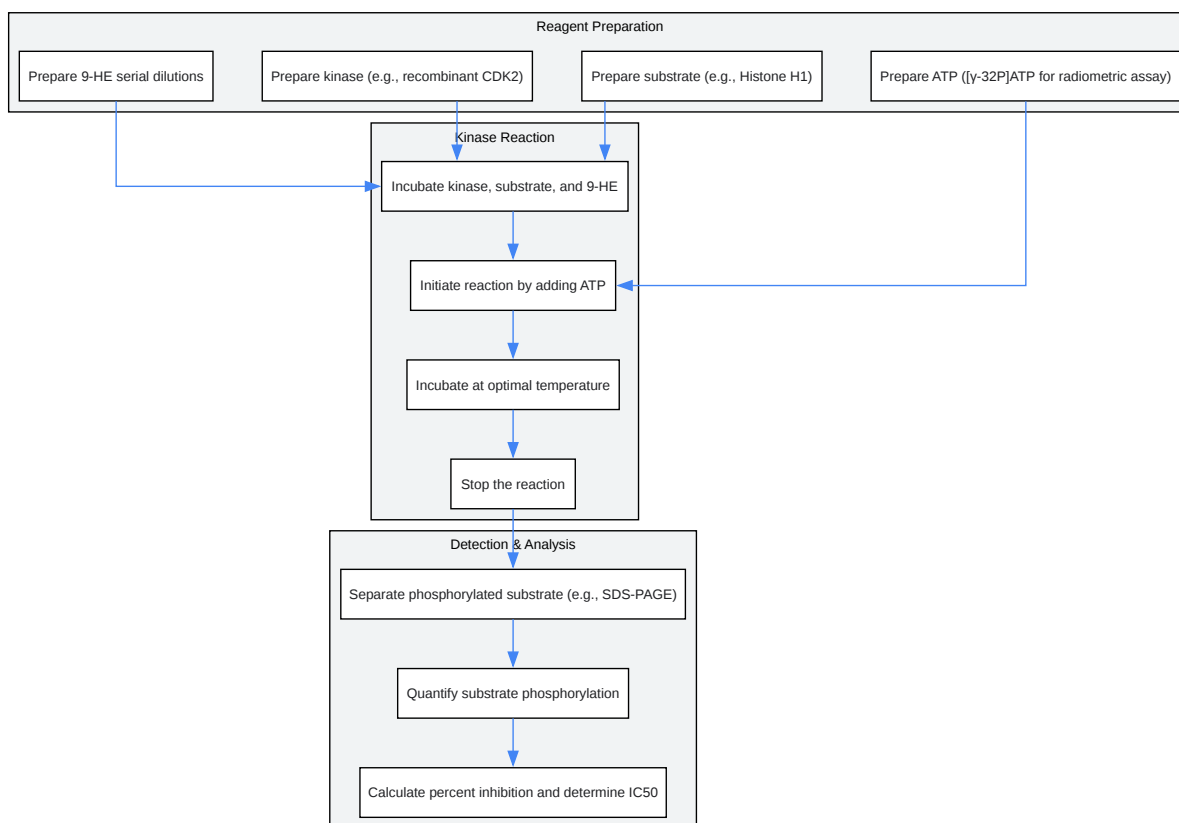 Reagent Preparation
Prepare 9-HE serial dilutions
Prepare kinase (e.g., recombinant CDK2)
Prepare substrate (e.g., Histone H1)
Prepare ATP ([γ-32P]ATP for radiometric assay)
Kinase Reaction
Incubate kinase, substrate, and 9-HE
Initiate reaction by adding ATP
Incubate at optimal temperature
Stop the reaction
Detection & Analysis
Separate phosphorylated substrate (e.g., SDS-PAGE)
Quantify substrate phosphorylation
Calculate percent inhibition and determine IC50